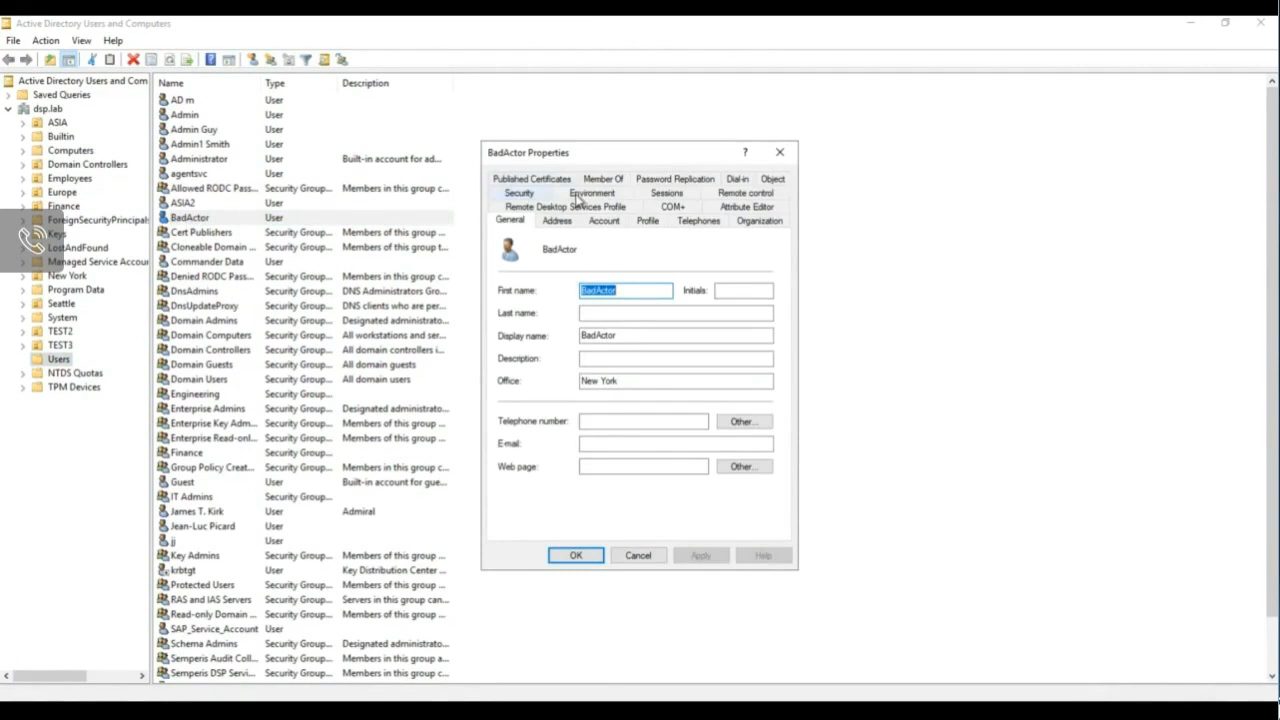 Active Directory Users and Computers
File Action View Help
Active Directory Users and Com
Saved Queries
dsp.lab
ASIA
Builtin
Computers
Domain Controllers
Employees
Europe
Finance
ForeignSecurityPrincipals
Keys
LostAndFound
Managed Service Accour
New York
Program Data
Seattle
System
TEST2
TEST3
Users
NTDS Quotas
TPM Devices
Name Type Description
AD m User
Admin User
Admin Guy User
Admin1 Smith User
Administrator User Built-in account for ad...
agentsvc User
Allowed RODC Pass... Security Group... Members in this group c...
ASIA2 User
BadActor User
Cert Publishers Security Group... Members of this group ...
Cloneable Domain ... Security Group... Members of this group t...
Commander Data User
Denied RODC Pass... Security Group... Members in this group c...
DnsAdmins Security Group... DNS Administrators Gro...
DnsUpdateProxy Security Group... DNS clients who are per...
Domain Admins Security Group... Designated administrato...
Domain Computers Security Group... All workstations and ser...
Domain Controllers Security Group... All domain controllers i...
Domain Guests Security Group... All domain guests
Domain Users Security Group... All domain users
Engineering Security Group...
Enterprise Admins Security Group... Designated administrato...
Enterprise Key Adm... Security Group... Members of this group ...
Enterprise Read-onl... Security Group... Members of this group ...
Finance Security Group...
Group Policy Creat... Security Group... Members in this group c...
Guest User Built-in account for gue...
IT Admins Security Group...
James T. Kirk User Admiral
Jean-Luc Picard User
jj User
Key Admins Security Group... Members of this group ...
krbtgt User Key Distribution Center ...
Protected Users Security Group... Members of this group ...
RAS and IAS Servers Security Group... Servers in this group can...
Read-only Domain ... Security Group... Members of this group ...
SAP_Service_Account User
Schema Admins Security Group... Designated administrato...
Semperis Audit Coll... Security Group... Members in this group a...
Semperis DSP Servi... Security Group... Members in this group c...
BadActor Properties ?
Published Certificates Member Of Password Replication Dial-in Object
Security Environment Sessions Remote control
Remote Desktop Services Profile COM+ Attribute Editor
General Address Account Profile Telephones Organization
BadActor
First name: BadActor Initials:
Last name:
Display name: BadActor
Description:
Office: New York
Telephone number: Other...
E-mail:
Web page: Other...
OK Cancel Apply Help